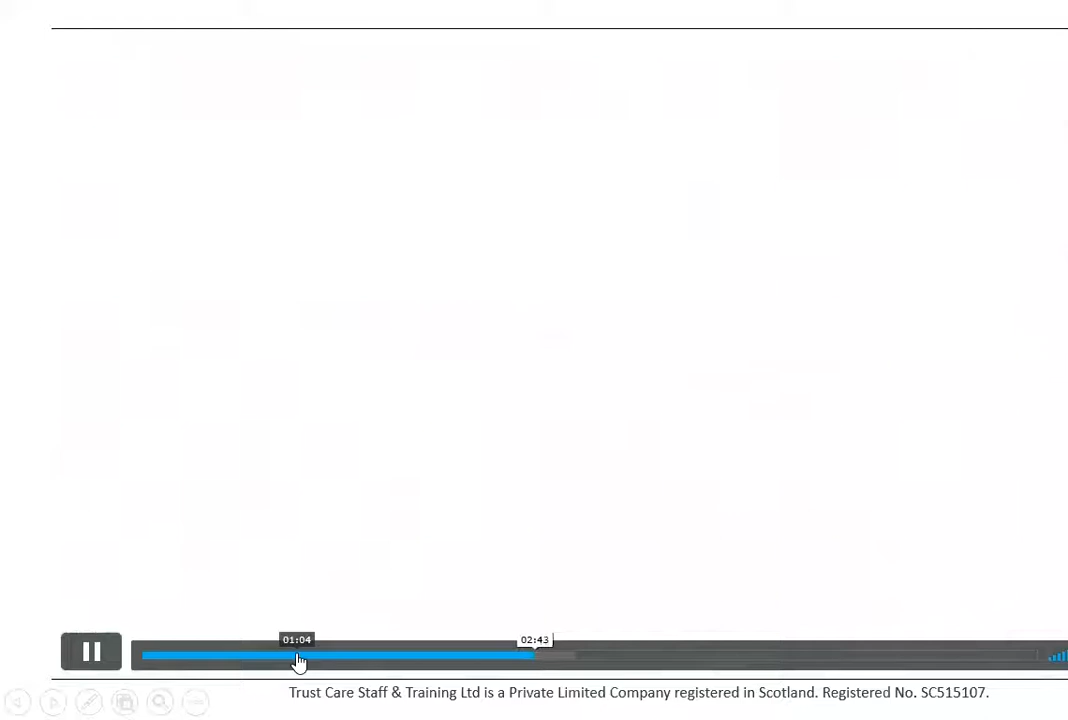 01:04
02:43
Trust Care Staff & Training Ltd is a Private Limited Company registered in Scotland. Registered No. SC515107.